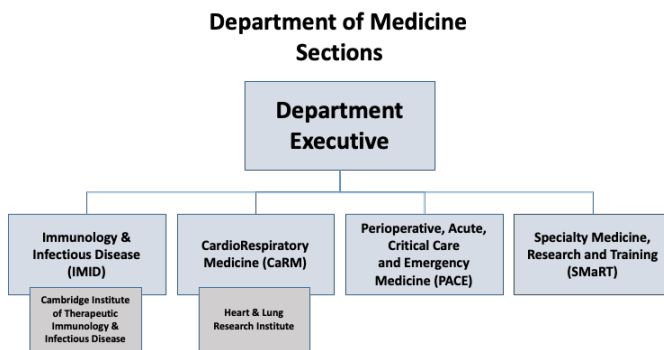 Department of Medicine
Sections
Department
Executive
Immunology &
Infectious Disease
(IMID)
CardioRespiratory
Medicine (CaRM)
Perioperative, Acute,
Critical Care
and Emergency
Medicine (PACE)
Specialty Medicine,
Research and Training
(SMaRT)
Cambridge Institute
of Therapeutic
Immunology &
Infectious Disease
Heart & Lung
Research Institute